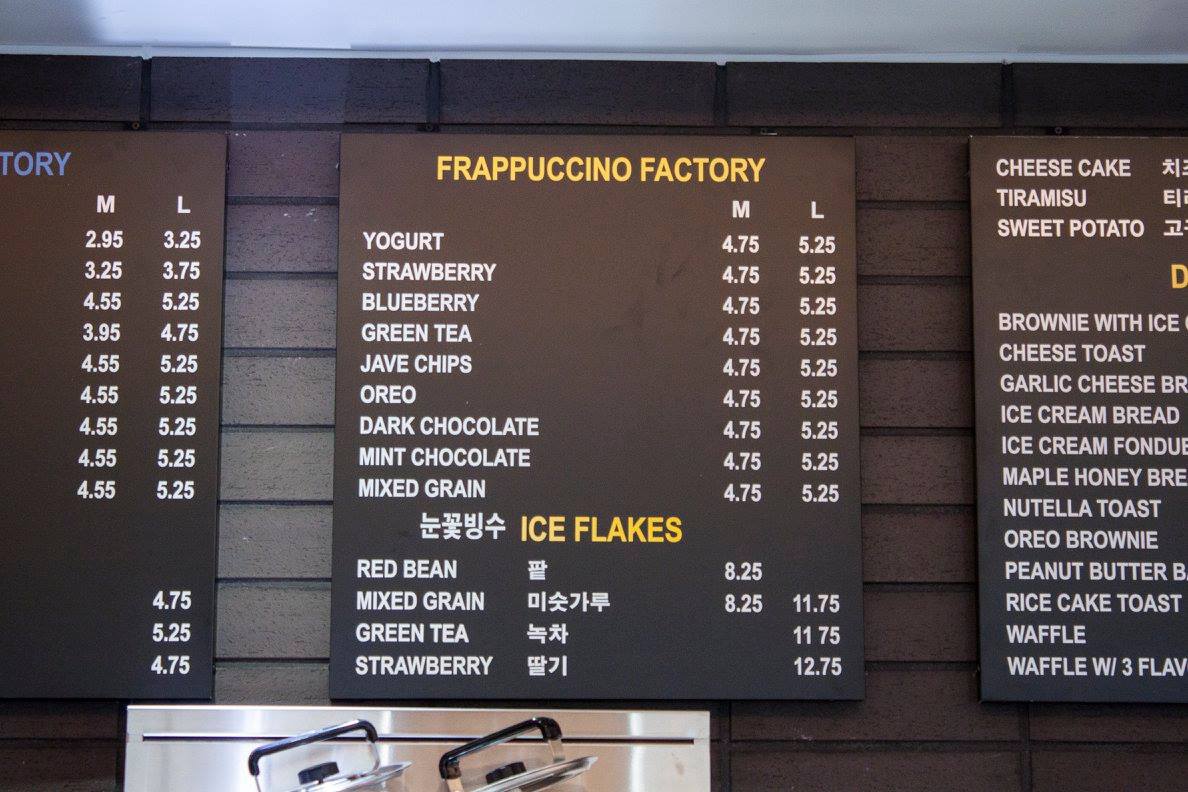 TORY
M L
2.95 3.25
3.25 3.75
4.55 5.25
3.95 4.75
4.55 5.25
4.55 5.25
4.55 5.25
4.55 5.25
4.55 5.25
4.75
5.25
4.75
FRAPPUCCINO FACTORY
M L
YOGURT 4.75 5.25
STRAWBERRY 4.75 5.25
BLUEBERRY 4.75 5.25
GREEN TEA 4.75 5.25
JAVE CHIPS 4.75 5.25
OREO 4.75 5.25
DARK CHOCOLATE 4.75 5.25
MINT CHOCOLATE 4.75 5.25
MIXED GRAIN 4.75 5.25
눈꽃빙수 ICE FLAKES
RED BEAN 팥 8.25
MIXED GRAIN 미숫가루 8.25 11.75
GREEN TEA 녹차 11 75
STRAWBERRY 딸기 12.75
CHEESE CAKE 치즈
TIRAMISU 티라
SWEET POTATO 고구
D
BROWNIE WITH ICE
CHEESE TOAST
GARLIC CHEESE BR
ICE CREAM BREAD
ICE CREAM FONDUE
MAPLE HONEY BREA
NUTELLA TOAST
OREO BROWNIE
PEANUT BUTTER BA
RICE CAKE TOAST
WAFFLE
WAFFLE W/ 3 FLAV